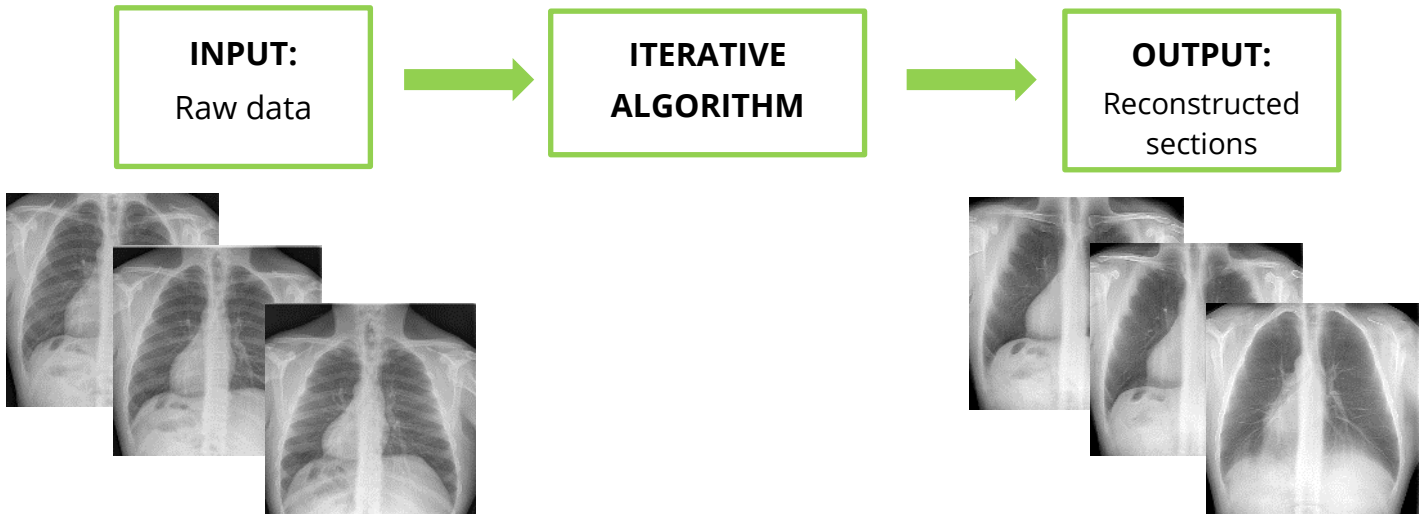 INPUT:
Raw data
ITERATIVE
ALGORITHM
OUTPUT:
Reconstructed
sections